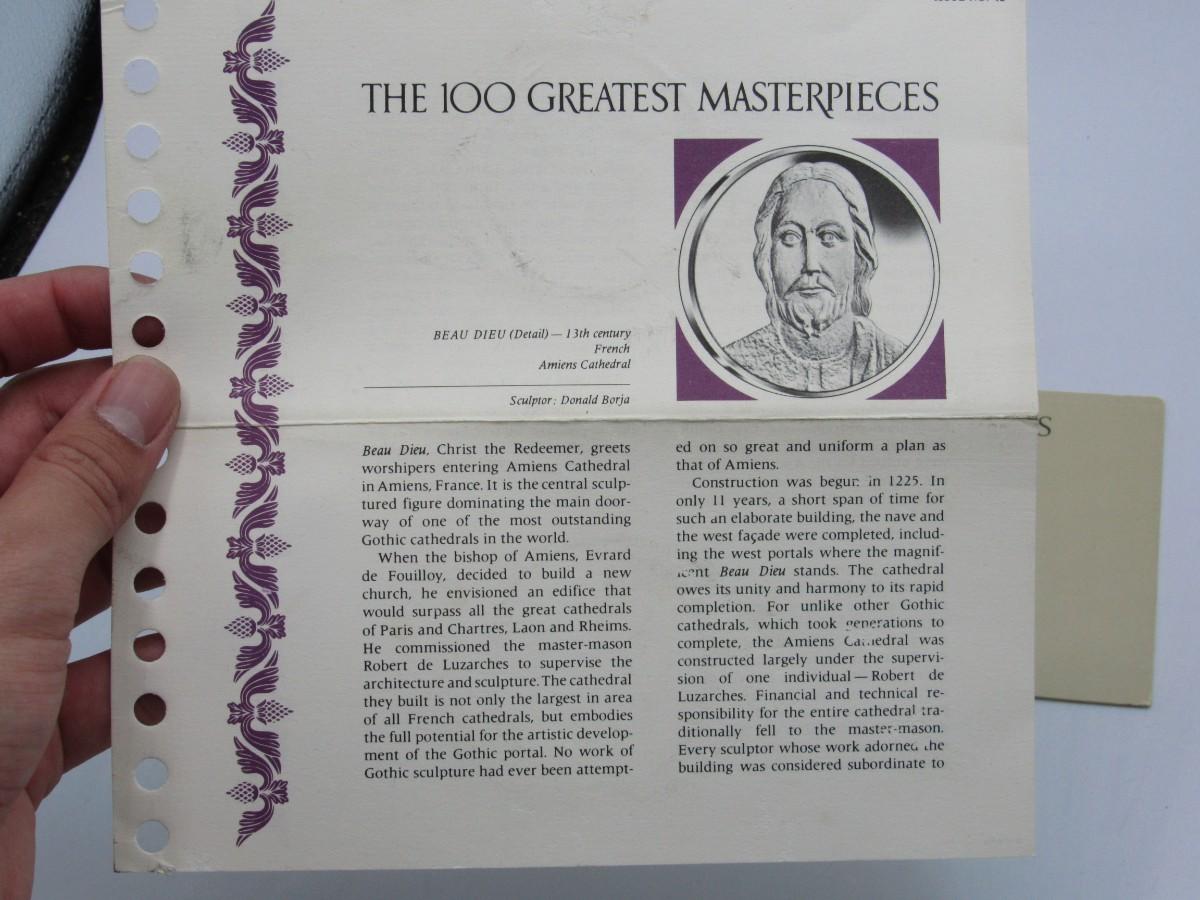 THE 100 GREATEST MASTERPIECES
BEAU DIEU (Detail) — 13th century
French
Amiens Cathedral
Sculptor: Donald Borja
Beau Dieu, Christ the Redeemer, greets
worshipers entering Amiens Cathedral
in Amiens, France. It is the central sculp-
tured figure dominating the main door-
way of one of the most outstanding
Gothic cathedrals in the world.
When the bishop of Amiens, Evrard
de Fouilloy, decided to build a new
church, he envisioned an edifice that
would surpass all the great cathedrals
of Paris and Chartres, Laon and Rheims.
He commissioned the master-mason
Robert de Luzarches to supervise the
architecture and sculpture. The cathedral
they built is not only the largest in area
of all French cathedrals, but embodies
the full potential for the artistic develop-
ment of the Gothic portal. No work of
Gothic sculpture had ever been attempt-
ed on so great and uniform a plan as
that of Amiens.
Construction was begun in 1225. In
only 11 years, a short span of time for
such an elaborate building, the nave and
the west façade were completed, includ-
ing the west portals where the magnif-
icent Beau Dieu stands. The cathedral
owes its unity and harmony to its rapid
completion. For unlike other Gothic
cathedrals, which took generations to
complete, the Amiens Cathedral was
constructed largely under the supervi-
sion of one individual — Robert de
Luzarches. Financial and technical re-
sponsibility for the entire cathedral tra-
ditionally fell to the master-mason.
Every sculptor whose work adorned the
building was considered subordinate to
S